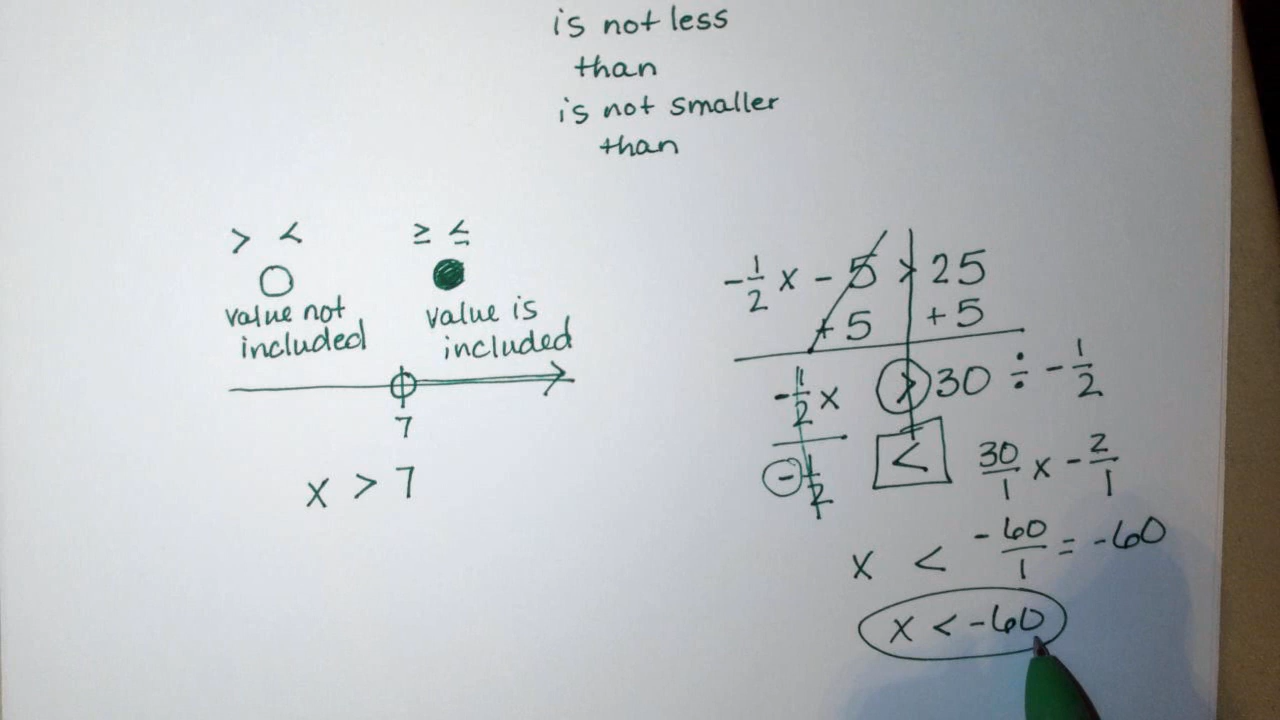 is not less
than
is not smaller
than
> <
≥ ≤
value not
included
value is
included
7
x > 7
-1/2 x - 5 > 25
+5 +5
-1/2 x > 30 ÷ -1/2
-1/2 < 30/1 x -2/1
x < -60/1 = -60
x < -60